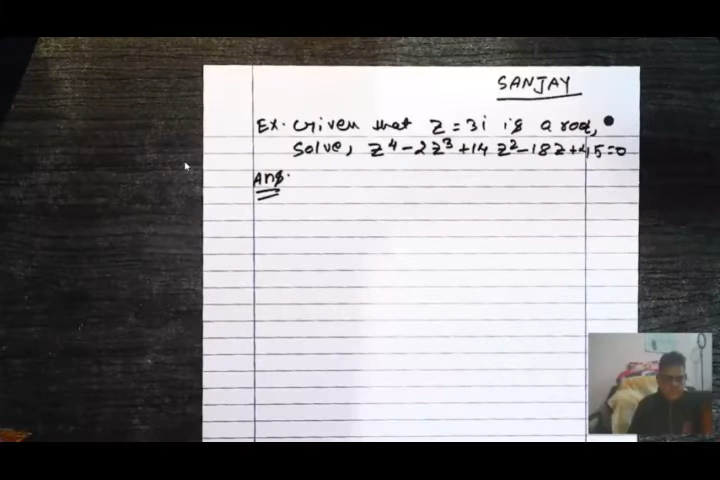 SANJAY
Ex. Given that z = 3i is a root,
Solve, z⁴ - 2z³ + 14z² - 18z + 45 = 0
Ans.